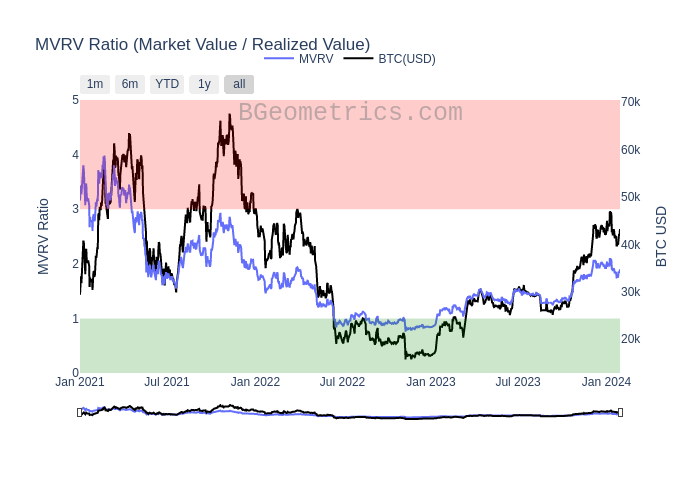 MVRV Ratio (Market Value / Realized Value)
MVRV BTC(USD)
1m 6m YTD 1y all
BGeometrics.com
5
4
3
2
1
0
MVRV Ratio
70k
60k
50k
40k
30k
20k
BTC USD
Jan 2021 Jul 2021 Jan 2022 Jul 2022 Jan 2023 Jul 2023 Jan 2024